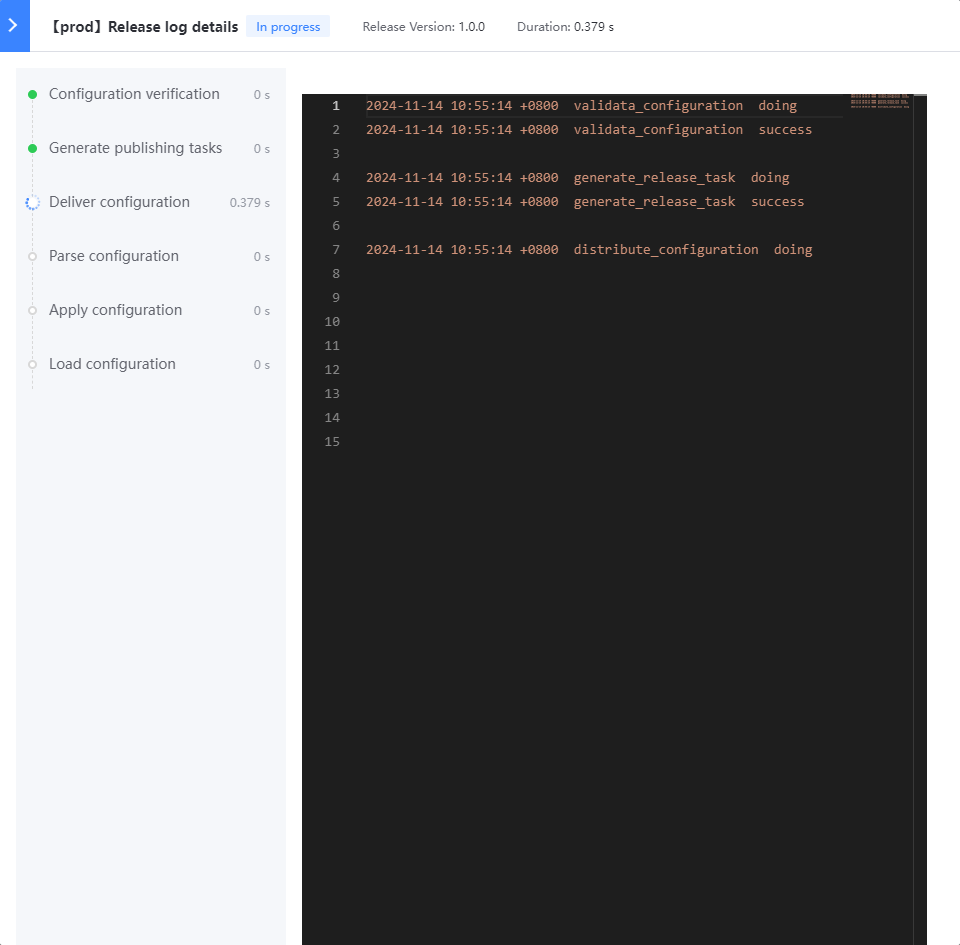 【prod】Release log details In progress Release Version: 1.0.0 Duration: 0.379 s
Configuration verification 0 s
Generate publishing tasks 0 s
Deliver configuration 0.379 s
Parse configuration 0 s
Apply configuration 0 s
Load configuration 0 s
1 2024-11-14 10:55:14 +0800 validata_configuration doing
2 2024-11-14 10:55:14 +0800 validata_configuration success
3
4 2024-11-14 10:55:14 +0800 generate_release_task doing
5 2024-11-14 10:55:14 +0800 generate_release_task success
6
7 2024-11-14 10:55:14 +0800 distribute_configuration doing
8
9
10
11
12
13
14
15